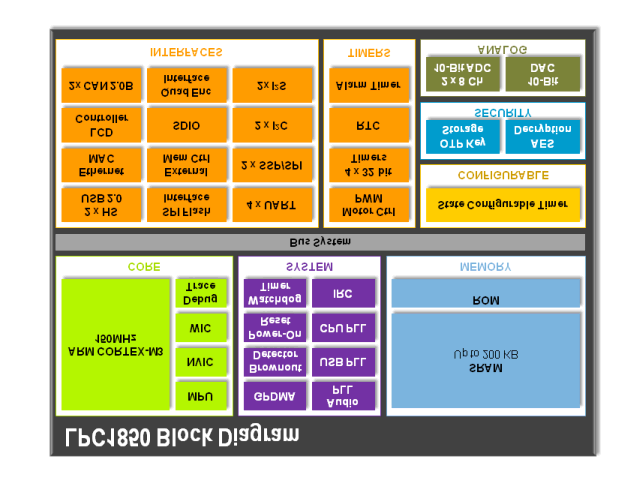 LPC1850 Block Diagram
ARM CORTEX-M3
150MHz
MPU
NVIC
WIC
Debug
Trace
CORE
GPDMA
Audio
PLL
Brownout
Detector
USB PLL
Power-On
Reset
CPU PLL
Watchdog
Timer
IRC
SYSTEM
SRAM
Up to 200 KB
ROM
MEMORY
Bus System
2 x HS
USB 2.0
SPI Flash
Interface
4 x UART
Ethernet
MAC
External
Mem Ctrl
2 x SSP/SPI
LCD
Controller
SDIO
2 x I²C
2x CAN 2.0B
Quad Enc
Interface
2x I²S
INTERFACES
Motor Ctrl
PWM
4 x 32 bit
Timers
RTC
Alarm Timer
TIMERS
State Configurable Timer
CONFIGURABLE
OTP Key
Storage
AES
Decryption
SECURITY
2 x 8 Ch
10-Bit ADC
10-Bit
DAC
ANALOG